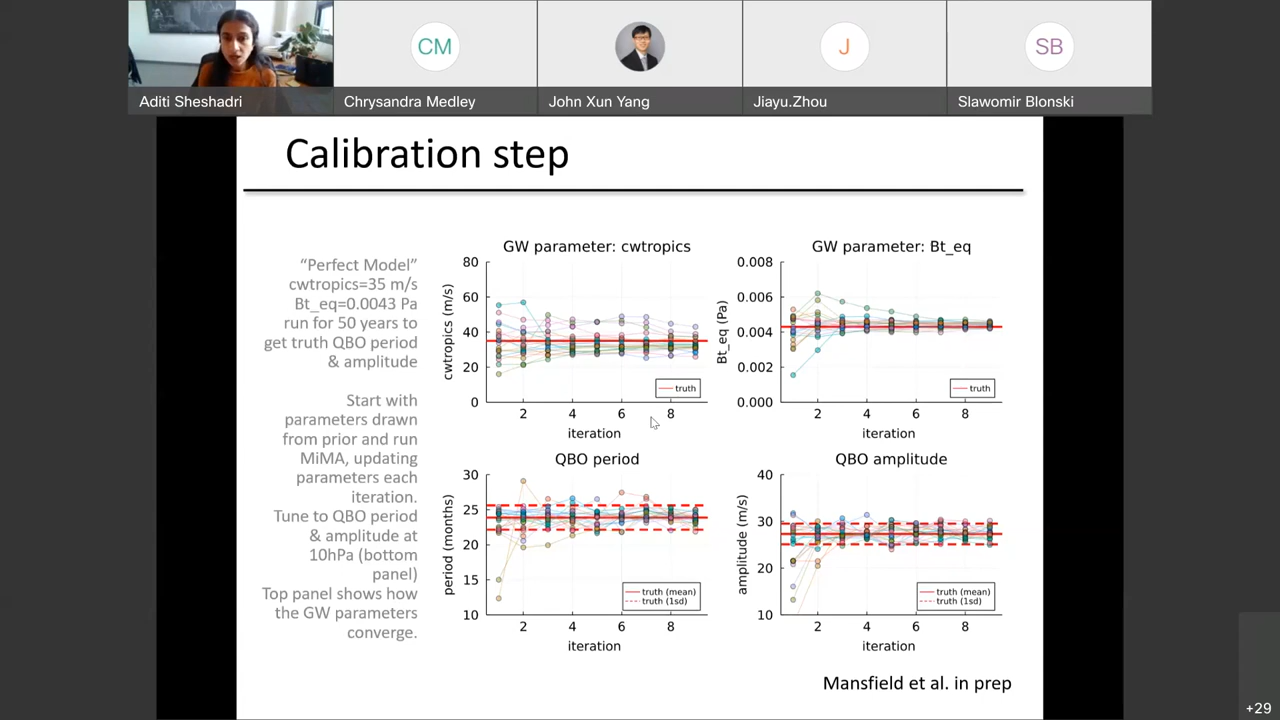 CM
J
SB
Aditi Sheshadri
Chrysandra Medley
John Xun Yang
Jiayu.Zhou
Slawomir Blonski
Calibration step
“Perfect Model”
cwtropics=35 m/s
Bt_eq=0.0043 Pa
run for 50 years to
get truth QBO period
& amplitude
Start with
parameters drawn
from prior and run
MiMA, updating
parameters each
iteration.
Tune to QBO period
& amplitude at
10hPa (bottom
panel)
Top panel shows how
the GW parameters
converge.
GW parameter: cwtropics
cwtropics (m/s)
80
60
40
20
0
truth
2 4 6 8
iteration
GW parameter: Bt_eq
Bt_eq (Pa)
0.008
0.006
0.004
0.002
0.000
truth
2 4 6 8
iteration
QBO period
period (months)
30
25
20
15
10
truth (mean)
truth (1sd)
2 4 6 8
iteration
QBO amplitude
amplitude (m/s)
40
30
20
10
truth (mean)
truth (1sd)
2 4 6 8
iteration
Mansfield et al. in prep
+29